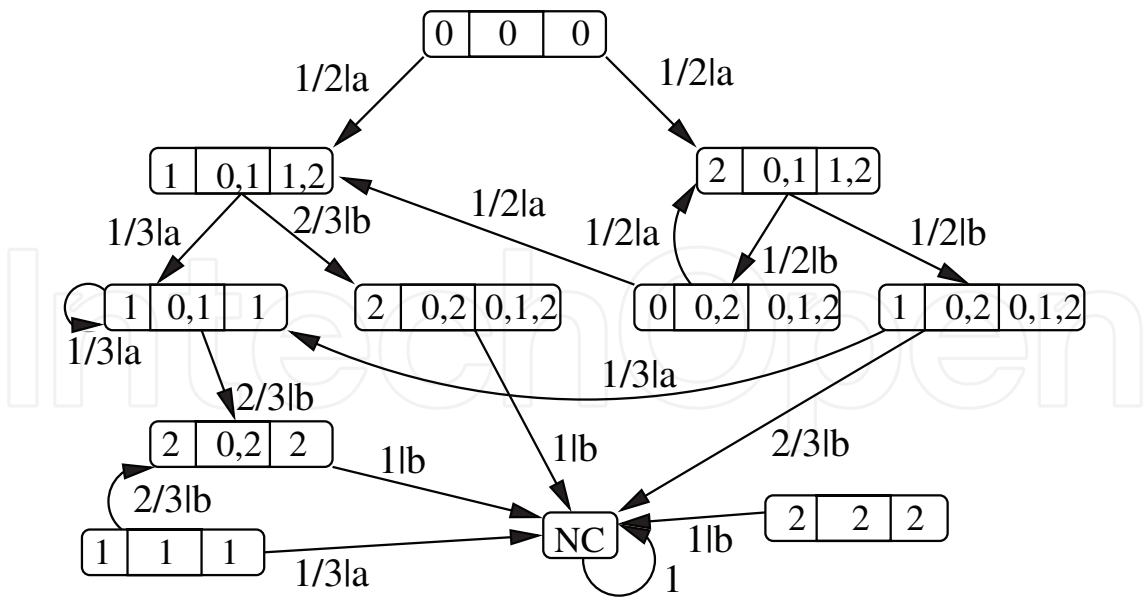 0 0 0
1/2|a 1/2|a
1 0,1 1,2
2 0,1 1,2
1/3|a 2/3|b 1/2|a 1/2|a 1/2|b 1/2|b
1 0,1 1
2 0,2 0,1,2
0 0,2 0,1,2
1 0,2 0,1,2
1/3|a
1/3|a
2/3|b
2 0,2 2
1|b 1|b 2/3|b
2/3|b
2 2 2
1 1 1
NC
1|b
1/3|a
1
IntechOpen